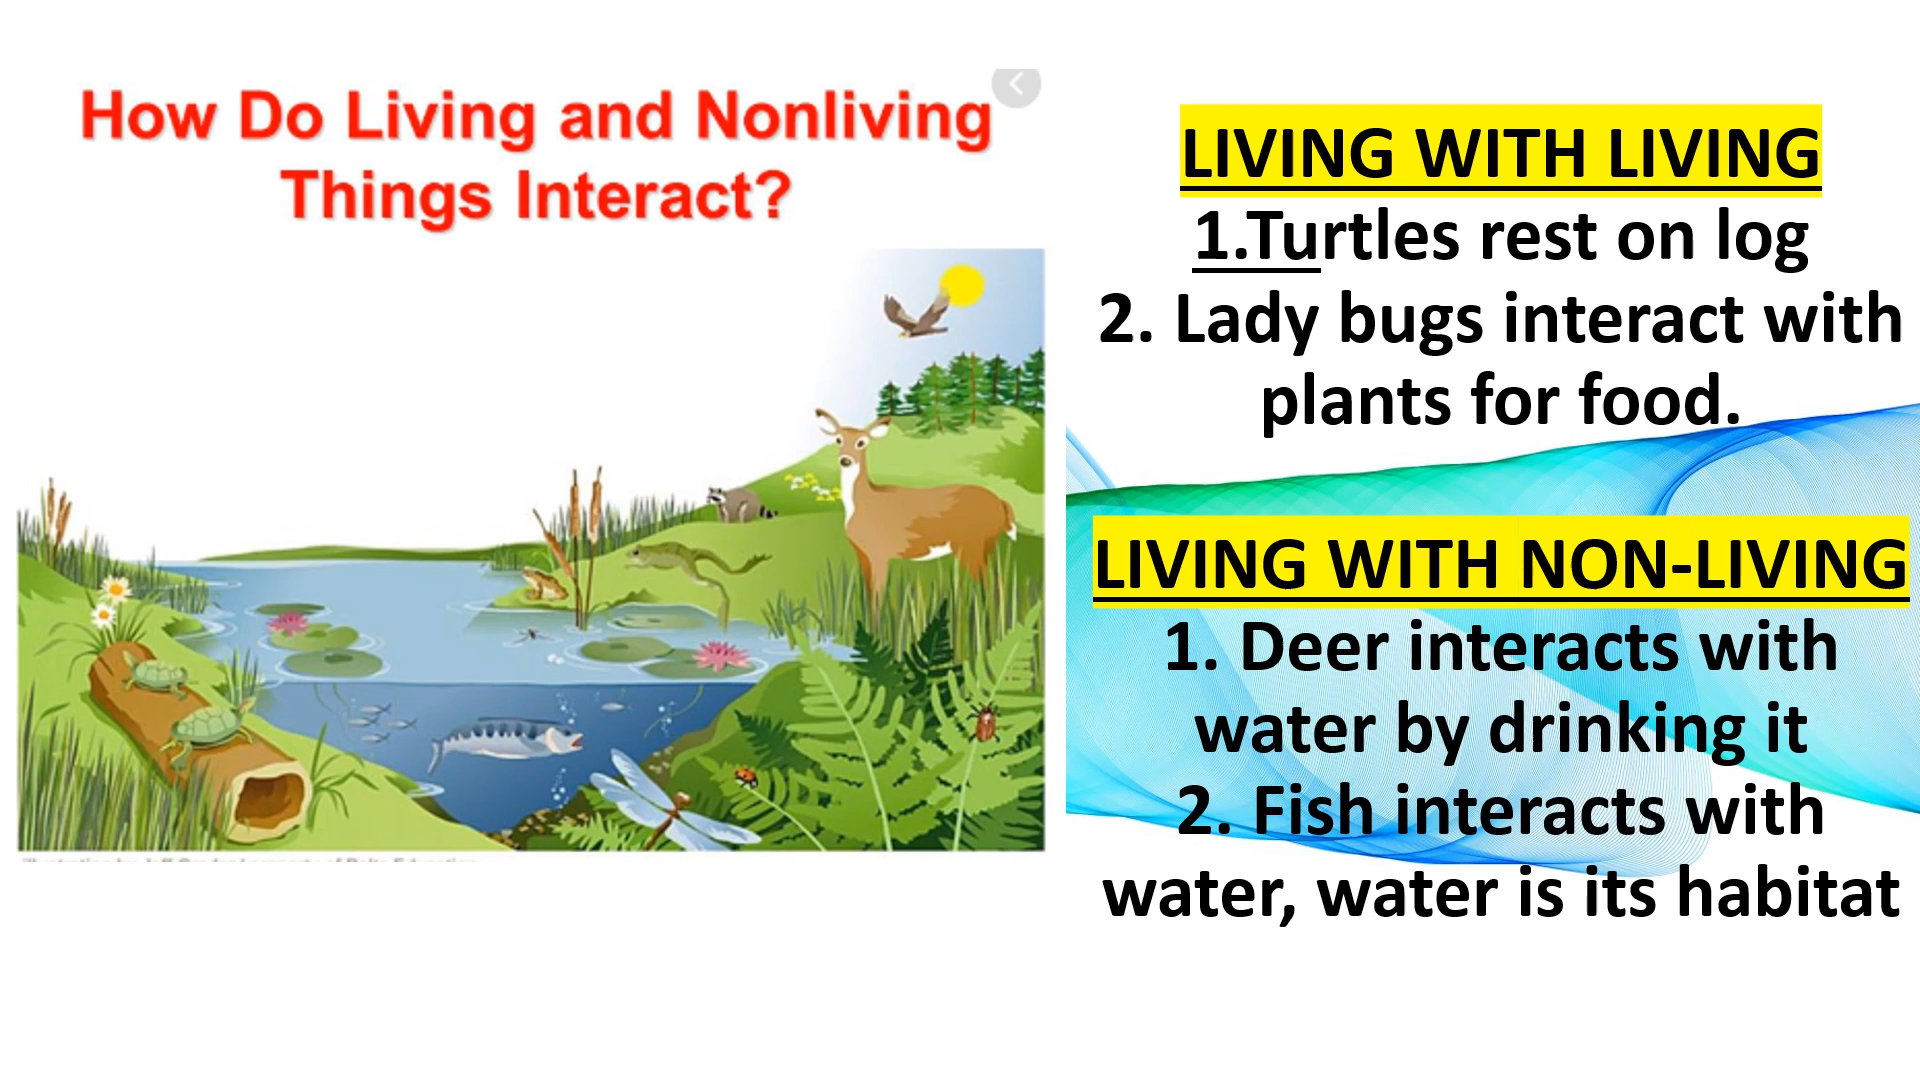 How Do Living and Nonliving
Things Interact?
LIVING WITH LIVING
1.Turtles rest on log
2. Lady bugs interact with
plants for food.
LIVING WITH NON-LIVING
1. Deer interacts with
water by drinking it
2. Fish interacts with
water, water is its habitat